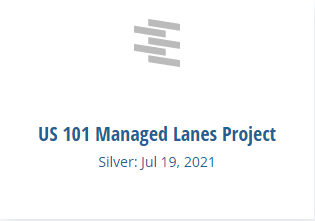 US 101 Managed Lanes Project
Silver: Jul 19, 2021